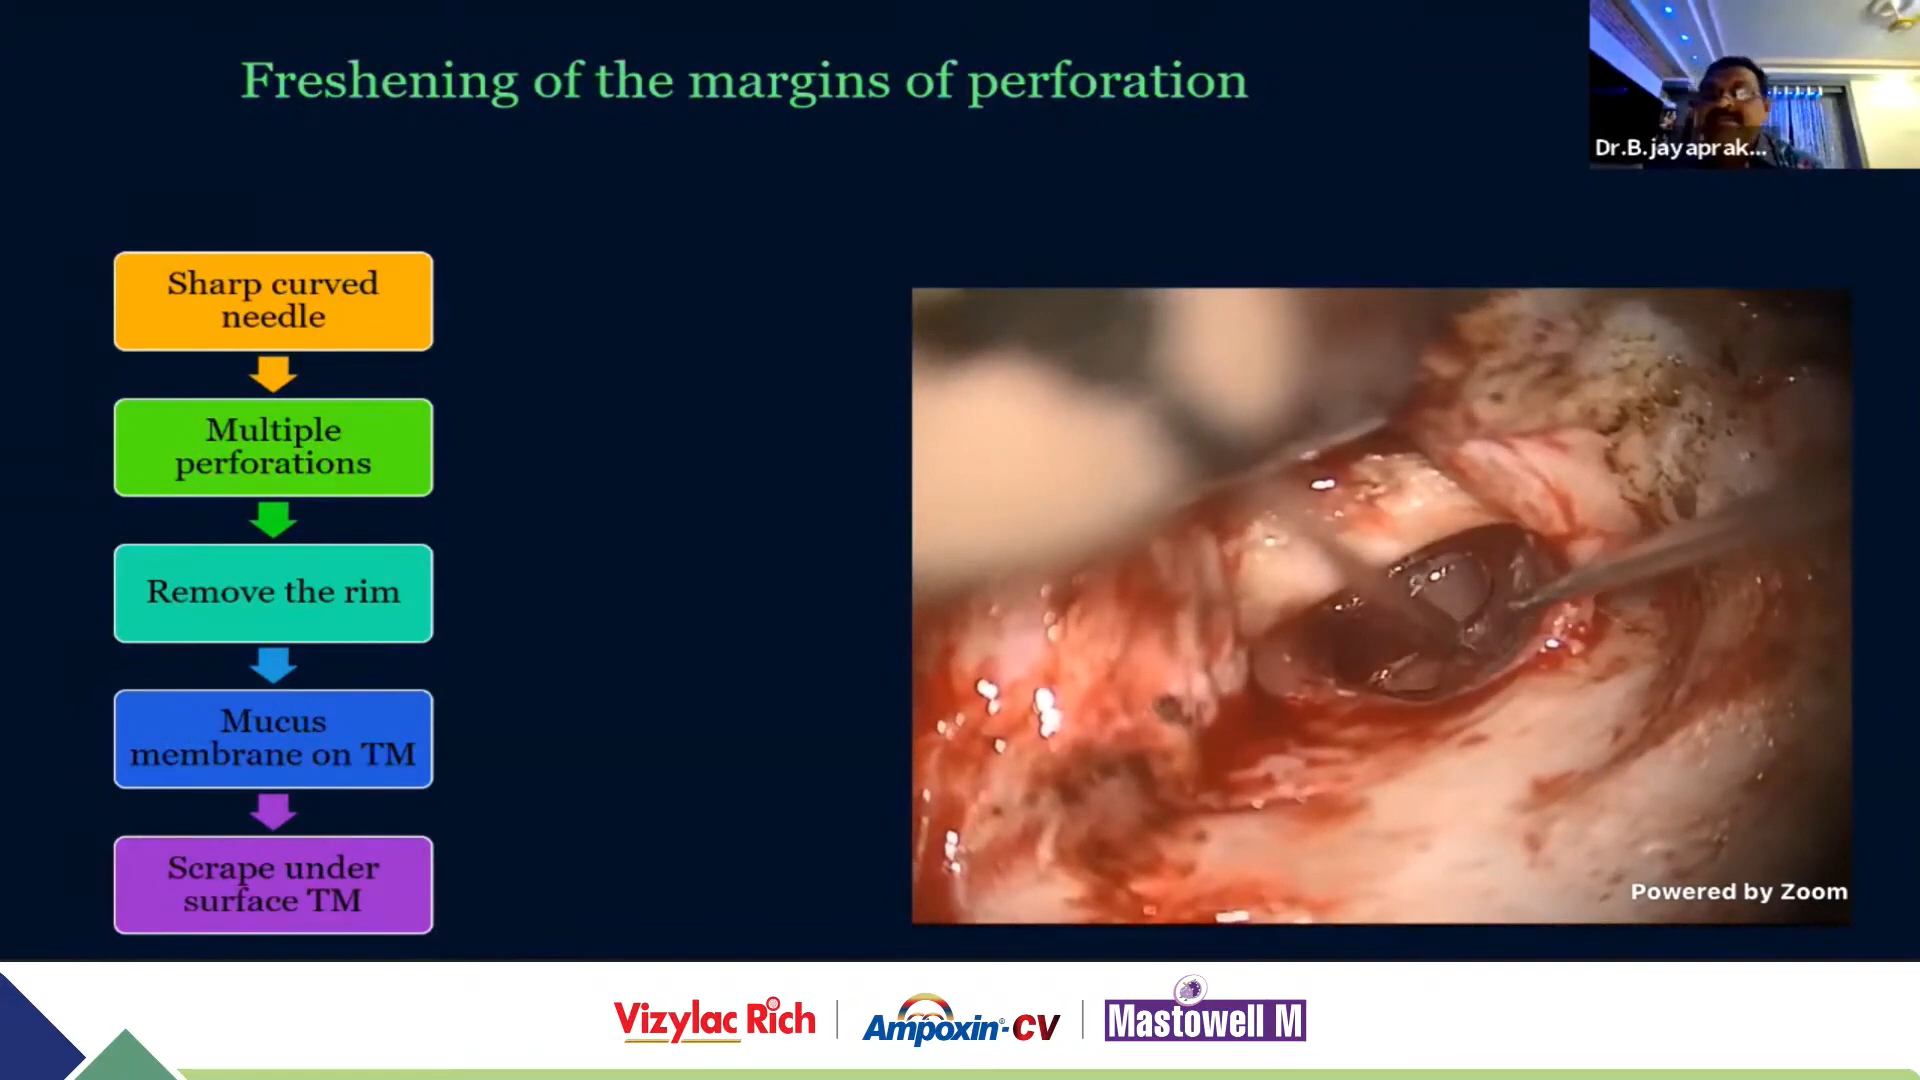 Freshening of the margins of perforation
Dr.B.jayaprak...
Sharp curved
needle
Multiple
perforations
Remove the rim
Mucus
membrane on TM
Scrape under
surface TM
Powered by Zoom
Vizylac Rich
Ampoxin®-CV
Mastowell M